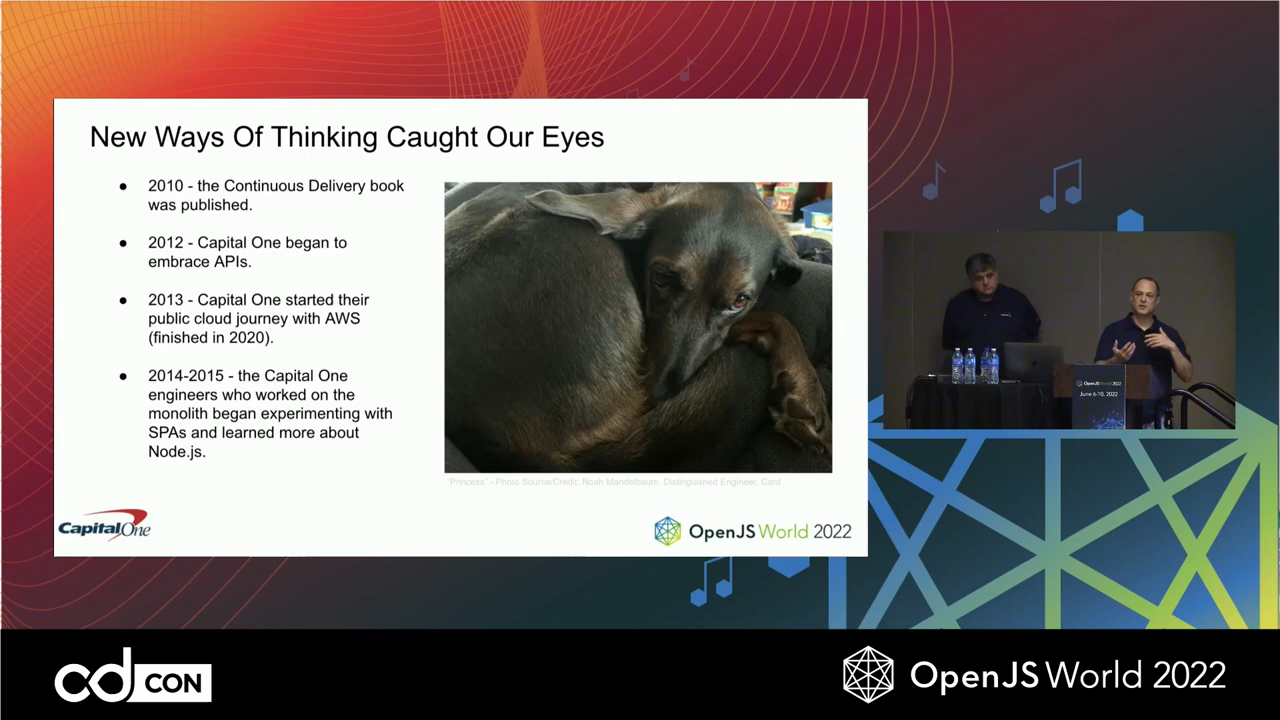 New Ways Of Thinking Caught Our Eyes
● 2010 - the Continuous Delivery book
was published.
● 2012 - Capital One began to
embrace APIs.
● 2013 - Capital One started their
public cloud journey with AWS
(finished in 2020).
● 2014-2015 - the Capital One
engineers who worked on the
monolith began experimenting with
SPAs and learned more about
Node.js.
"Princess" - Photo Source/Credit: Noah Mandelbaum, Distinguished Engineer, Card
CapitalOne
OpenJS World 2022
OpenJS World 2022
June 6-10, 2022
cd CON
OpenJS World 2022